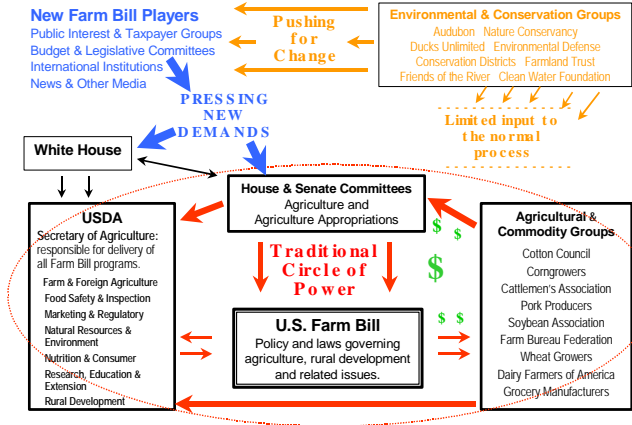 New Farm Bill Players
Public Interest & Taxpayer Groups
Budget & Legislative Committees
International Institutions
News & Other Media
Pushing
for
Change
Environmental & Conservation Groups
Audubon Nature Conservancy
Ducks Unlimited Environmental Defense
Conservation Districts Farmland Trust
Friends of the River Clean Water Foundation
PRESSING
NEW
DEMANDS
Limited input to
the normal
process
White House
House & Senate Committees
Agriculture and
Agriculture Appropriations
USDA
Secretary of Agriculture:
responsible for delivery of
all Farm Bill programs.
Farm & Foreign Agriculture
Food Safety & Inspection
Marketing & Regulatory
Natural Resources &
Environment
Nutrition & Consumer
Research, Education &
Extension
Rural Development
Traditional
Circle of
Power
$ $
$
$ $
U.S. Farm Bill
Policy and laws governing
agriculture, rural development
and related issues.
Agricultural &
Commodity Groups
Cotton Council
Corngrowers
Cattlemen's Association
Pork Producers
Soybean Association
Farm Bureau Federation
Wheat Growers
Dairy Farmers of America
Grocery Manufacturers